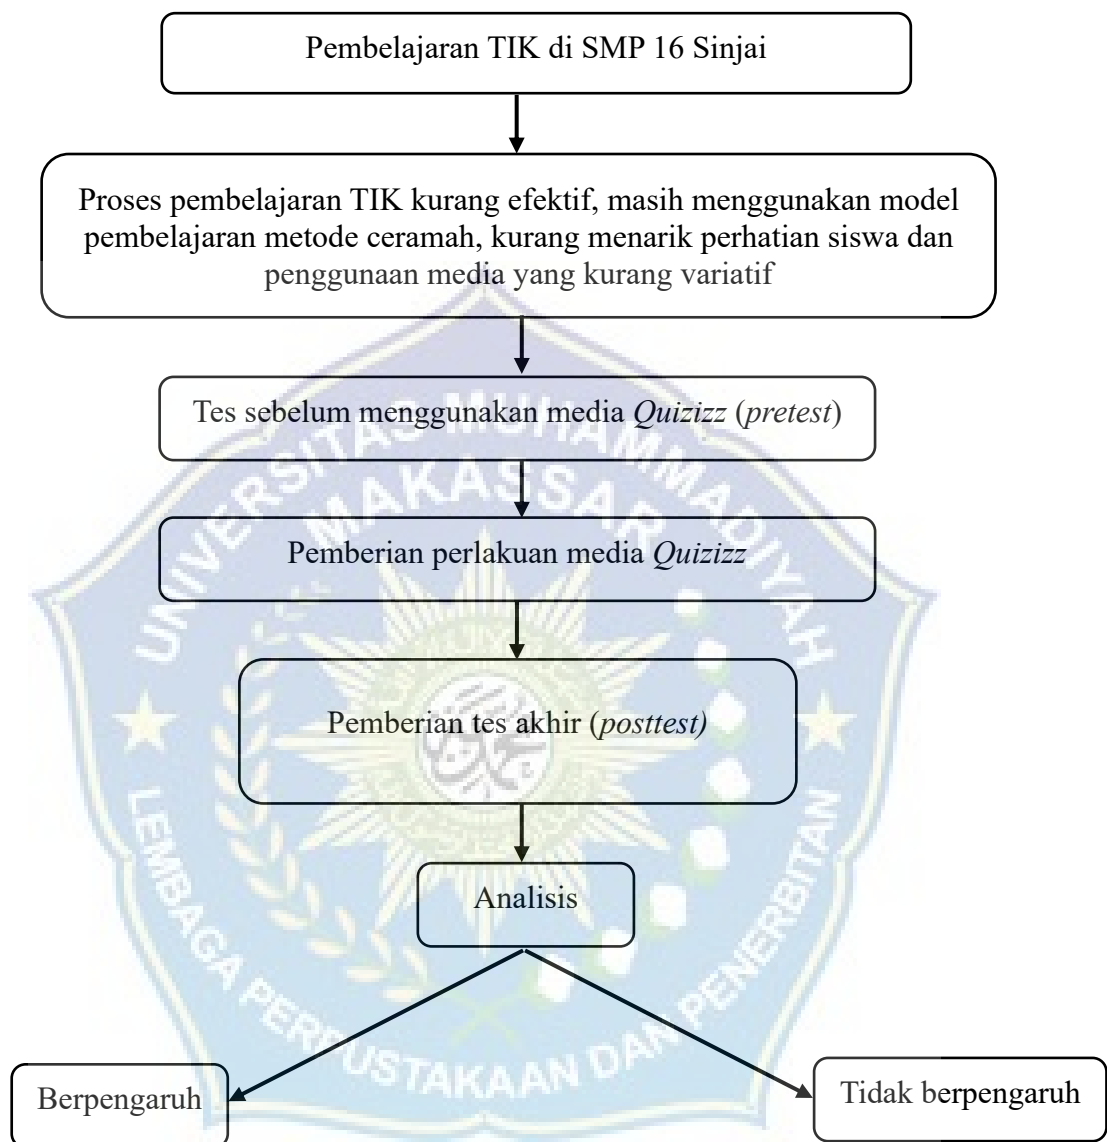 Pembelajaran TIK di SMP 16 Sinjai
Proses pembelajaran TIK kurang efektif, masih menggunakan model
pembelajaran metode ceramah, kurang menarik perhatian siswa dan
penggunaan media yang kurang variatif
Tes sebelum menggunakan media Quizizz (pretest)
UNIVERSITAS MUHAMMADIYAH
MAKASSAR
Pemberian perlakuan media Quizizz
Pemberian tes akhir (posttest)
Analisis
LEMBAGA PERPUSTAKAAN DAN PENERBITAN
Berpengaruh
Tidak berpengaruh